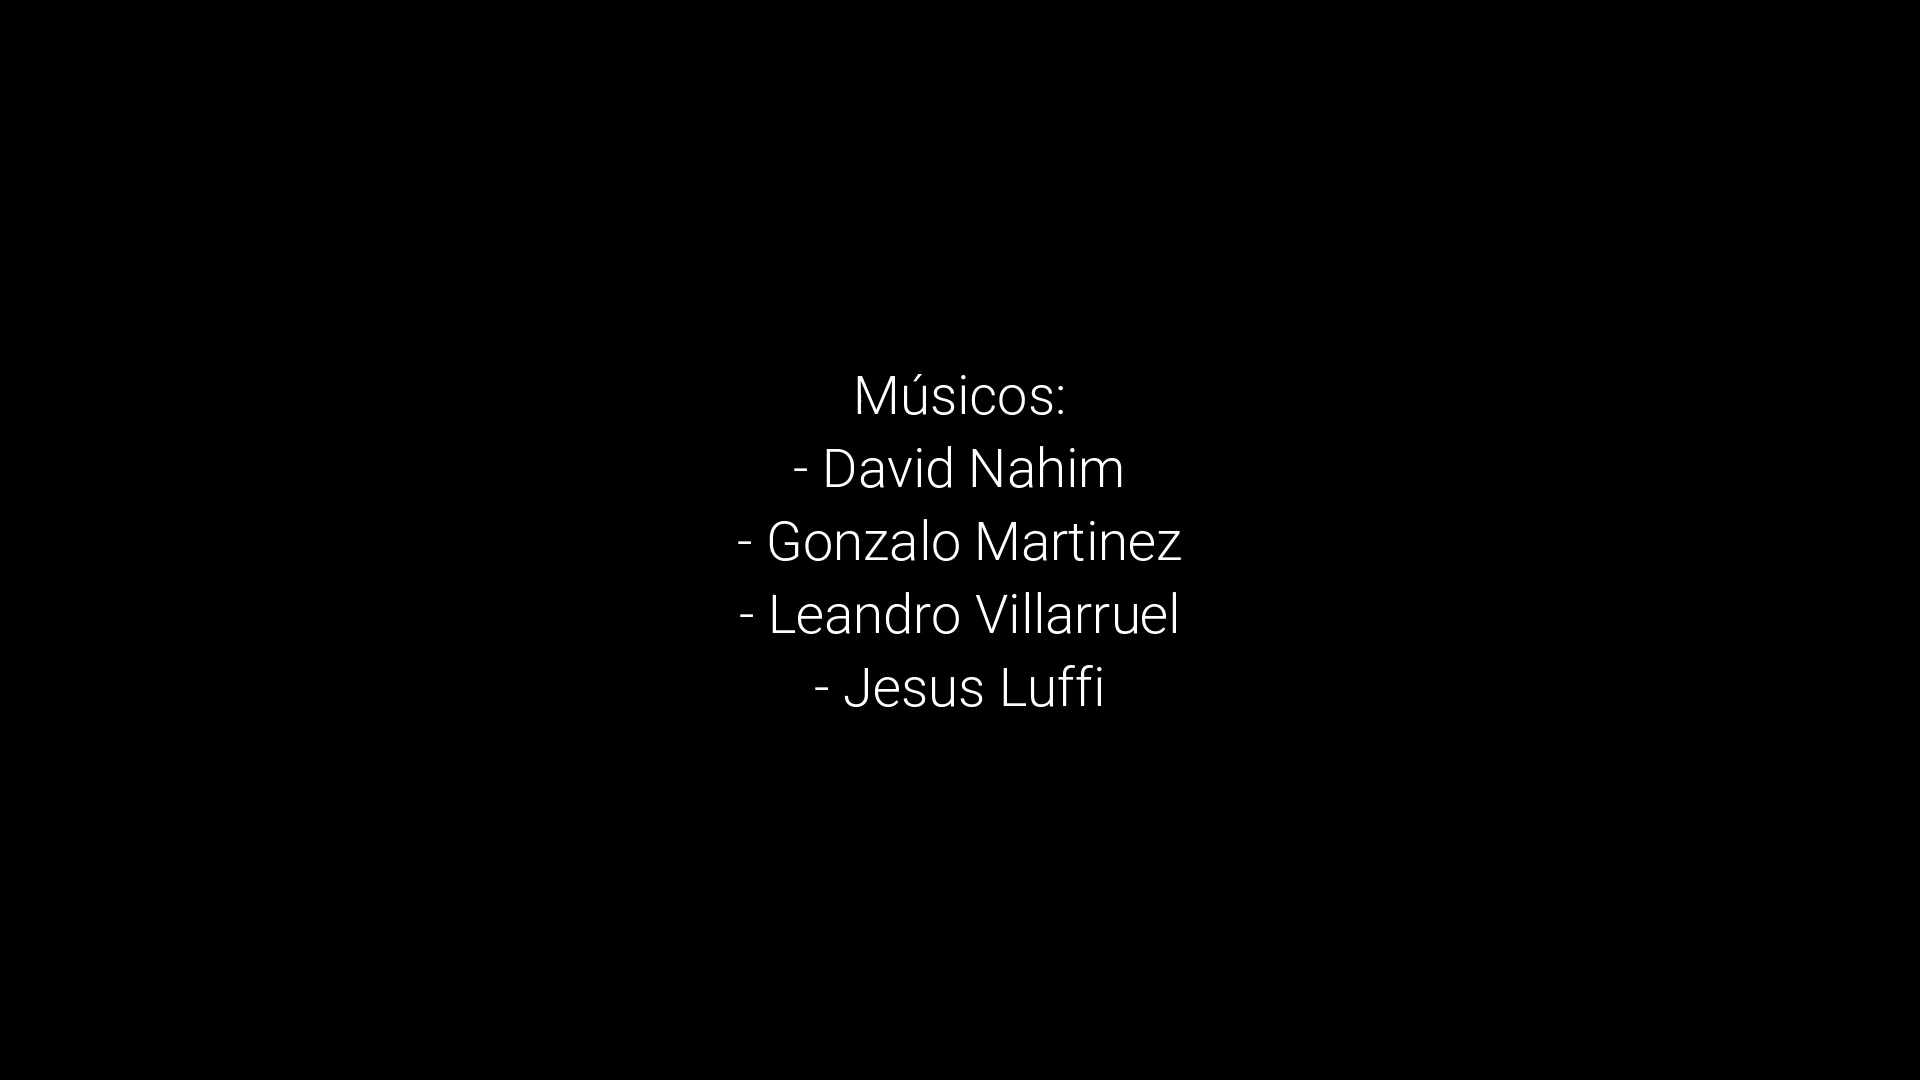 Músicos:
- David Nahim
- Gonzalo Martinez
- Leandro Villarruel
- Jesus Luffi